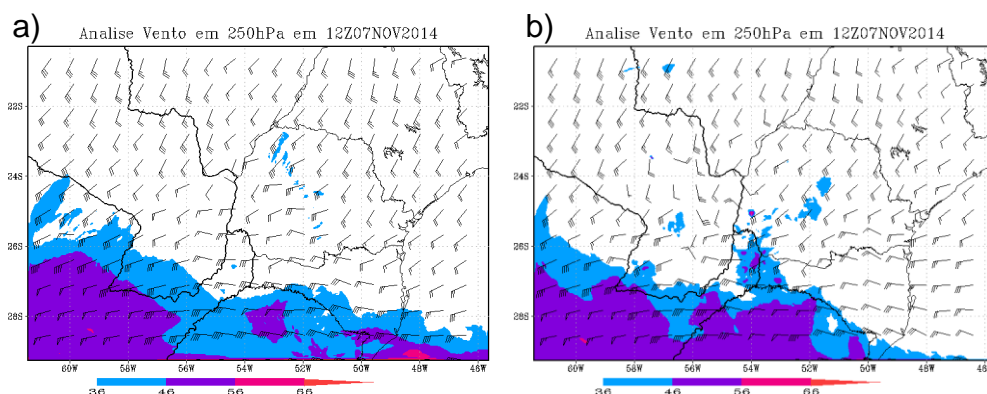 a)
Analise Vento em 250hPa em 12Z07NOV2014
22S
24S
26S
28S
60W 58W 56W 54W 52W 50W 48W 46W
36 46 56 66
b)
Analise Vento em 250hPa em 12Z07NOV2014
22S
24S
26S
28S
60W 58W 56W 54W 52W 50W 48W 46W
36 46 56 66